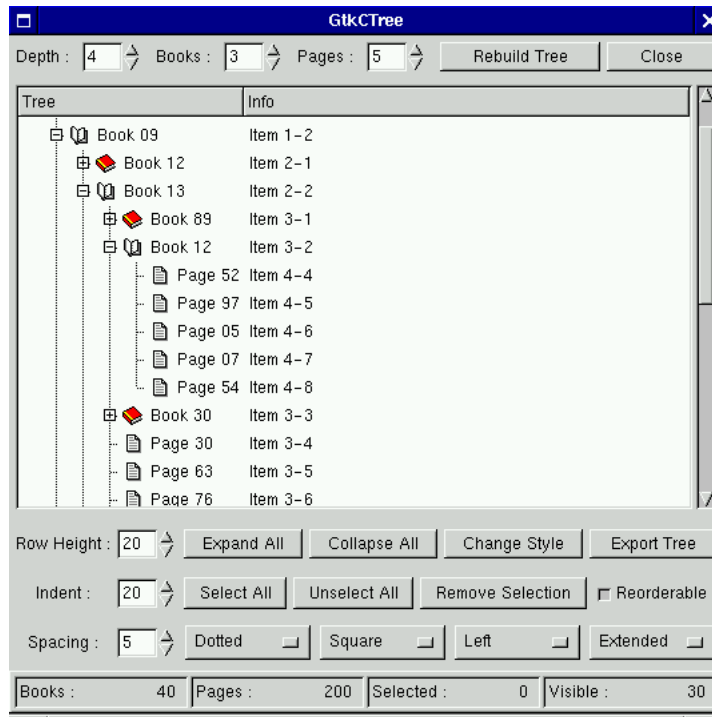 GtkCTree
Depth : 4 Books : 3 Pages : 5 Rebuild Tree Close
Tree Info
Book 09 Item 1-2
Book 12 Item 2-1
Book 13 Item 2-2
Book 89 Item 3-1
Book 12 Item 3-2
Page 52 Item 4-4
Page 97 Item 4-5
Page 05 Item 4-6
Page 07 Item 4-7
Page 54 Item 4-8
Book 30 Item 3-3
Page 30 Item 3-4
Page 63 Item 3-5
Page 76 Item 3-6
Row Height : 20 Expand All Collapse All Change Style Export Tree
Indent : 20 Select All Unselect All Remove Selection Reorderable
Spacing : 5 Dotted Square Left Extended
Books : 40 Pages : 200 Selected : 0 Visible : 30